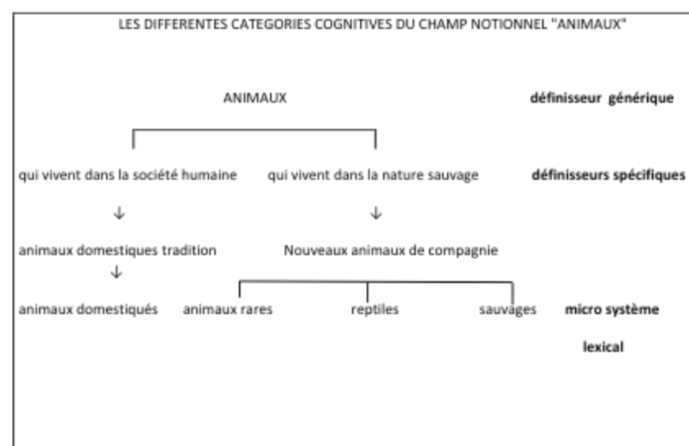 LES DIFFERENTES CATEGORIES COGNITIVES DU CHAMP NOTIONNEL "ANIMAUX"
ANIMAUX définisseur générique
qui vivent dans la société humaine qui vivent dans la nature sauvage définisseurs spécifiques
animaux domestiques tradition Nouveaux animaux de compagnie
animaux domestiqués animaux rares reptiles sauvages micro système
lexical